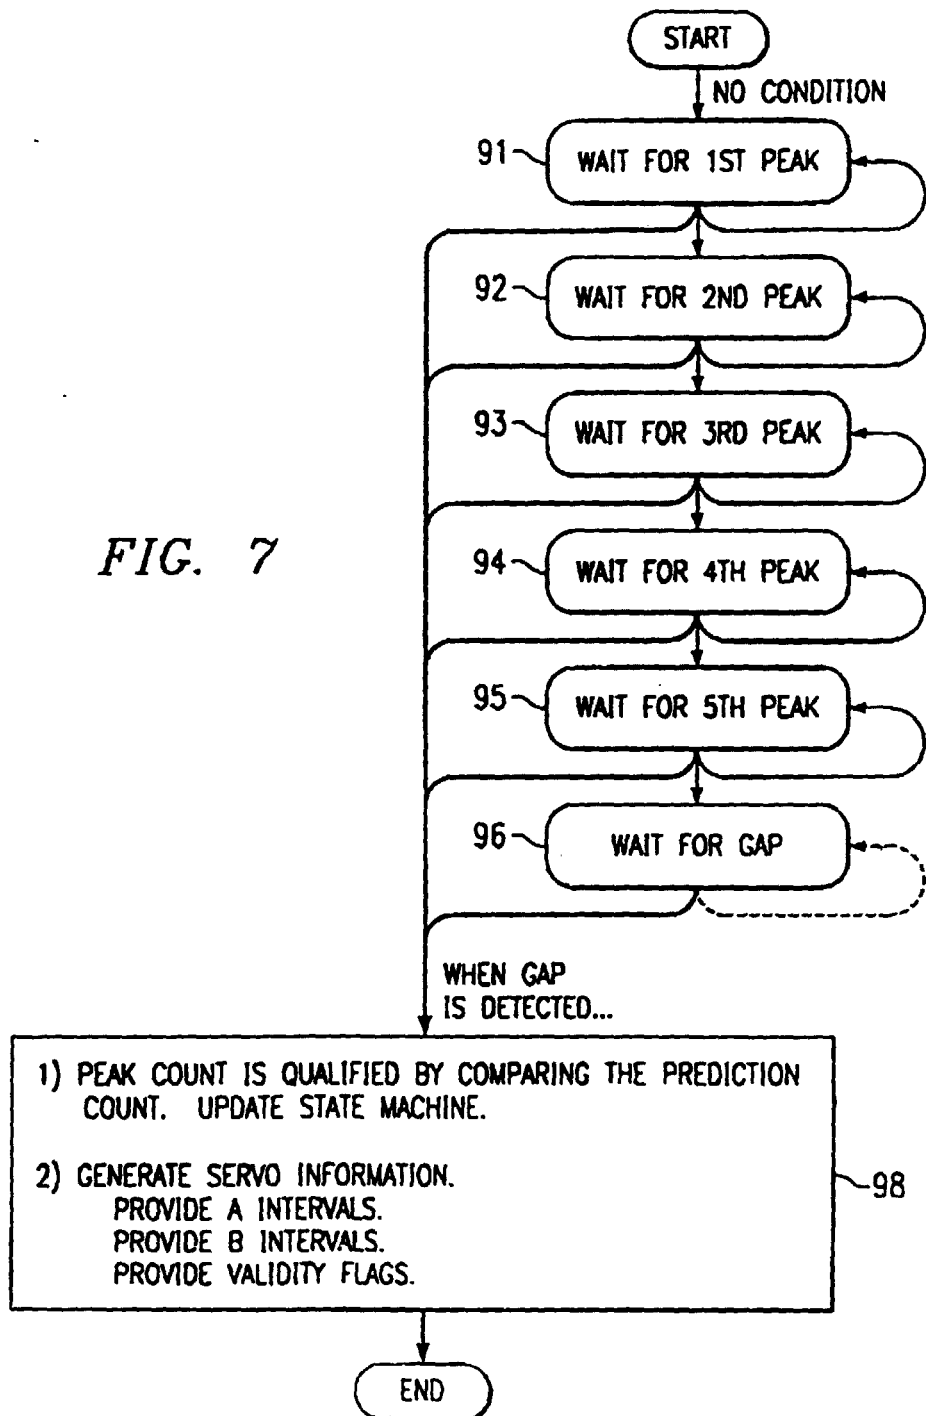 START
NO CONDITION
91
WAIT FOR 1ST PEAK
92
WAIT FOR 2ND PEAK
93
WAIT FOR 3RD PEAK
FIG. 7
94
WAIT FOR 4TH PEAK
95
WAIT FOR 5TH PEAK
96
WAIT FOR GAP
WHEN GAP
IS DETECTED...
1) PEAK COUNT IS QUALIFIED BY COMPARING THE PREDICTION
COUNT. UPDATE STATE MACHINE.
2) GENERATE SERVO INFORMATION.
PROVIDE A INTERVALS.
PROVIDE B INTERVALS.
PROVIDE VALIDITY FLAGS.
98
END